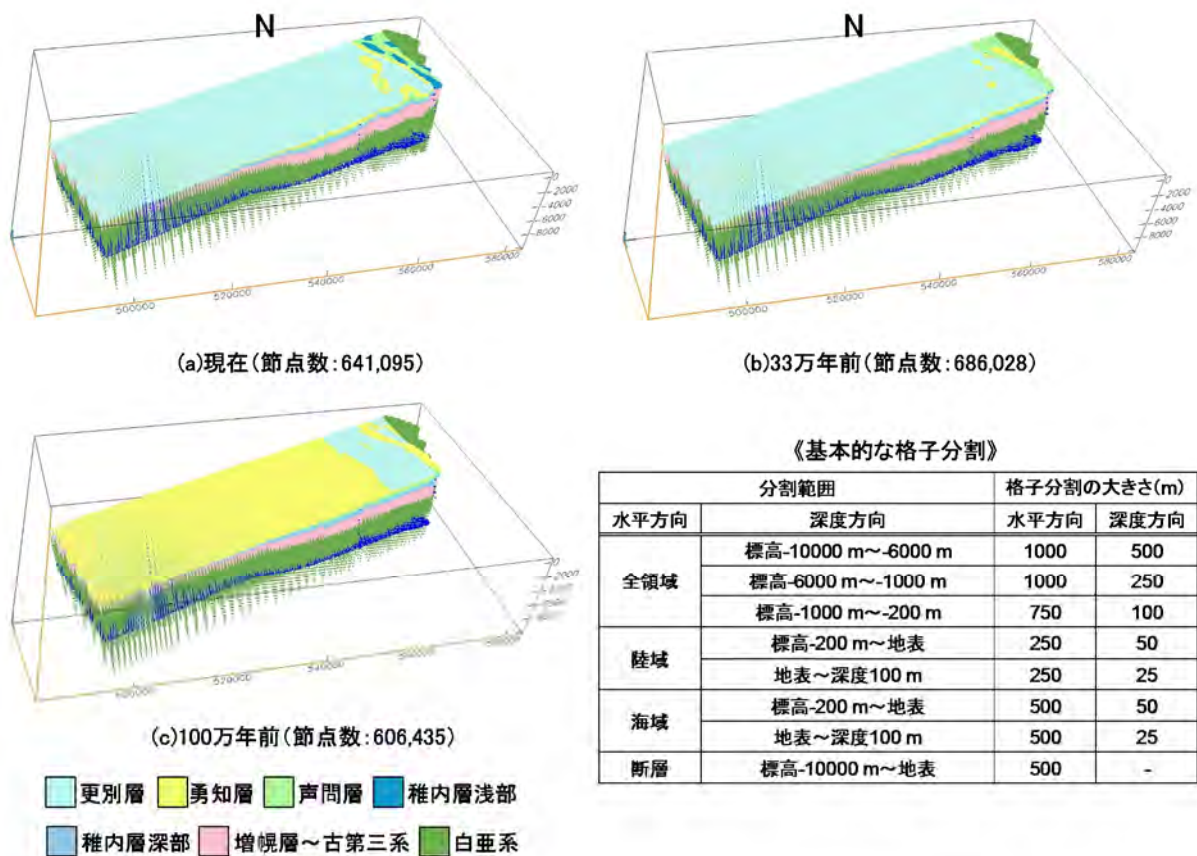 N
0
2000
4000
6000
8000
500000
520000
540000
560000
580000
(a)現在(節点数:641,095)
N
0
2000
4000
6000
8000
500000
520000
540000
560000
580000
(b)33万年前(節点数:686,028)
0
2000
500000
520000
540000
(c)100万年前(節点数:606,435)
更別層 勇知層 声問層 稚内層浅部
稚内層深部 増幌層~古第三系 白亜系
《基本的な格子分割》
分割範囲 格子分割の大きさ(m)
水平方向 深度方向 水平方向 深度方向
全領域 標高-10000 m~-6000 m 1000 500
標高-6000 m~-1000 m 1000 250
標高-1000 m~-200 m 750 100
陸域 標高-200 m~地表 250 50
地表~深度100 m 250 25
海域 標高-200 m~地表 500 50
地表~深度100 m 500 25
断層 標高-10000 m~地表 500 -